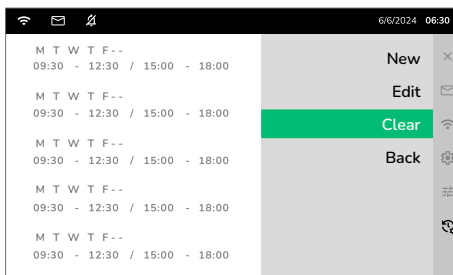 6/6/2024 06:30
M T W T F - -
09:30 - 12:30 / 15:00 - 18:00
M T W T F - -
09:30 - 12:30 / 15:00 - 18:00
M T W T F - -
09:30 - 12:30 / 15:00 - 18:00
M T W T F - -
09:30 - 12:30 / 15:00 - 18:00
M T W T F - -
09:30 - 12:30 / 15:00 - 18:00
New
Edit
Clear
Back